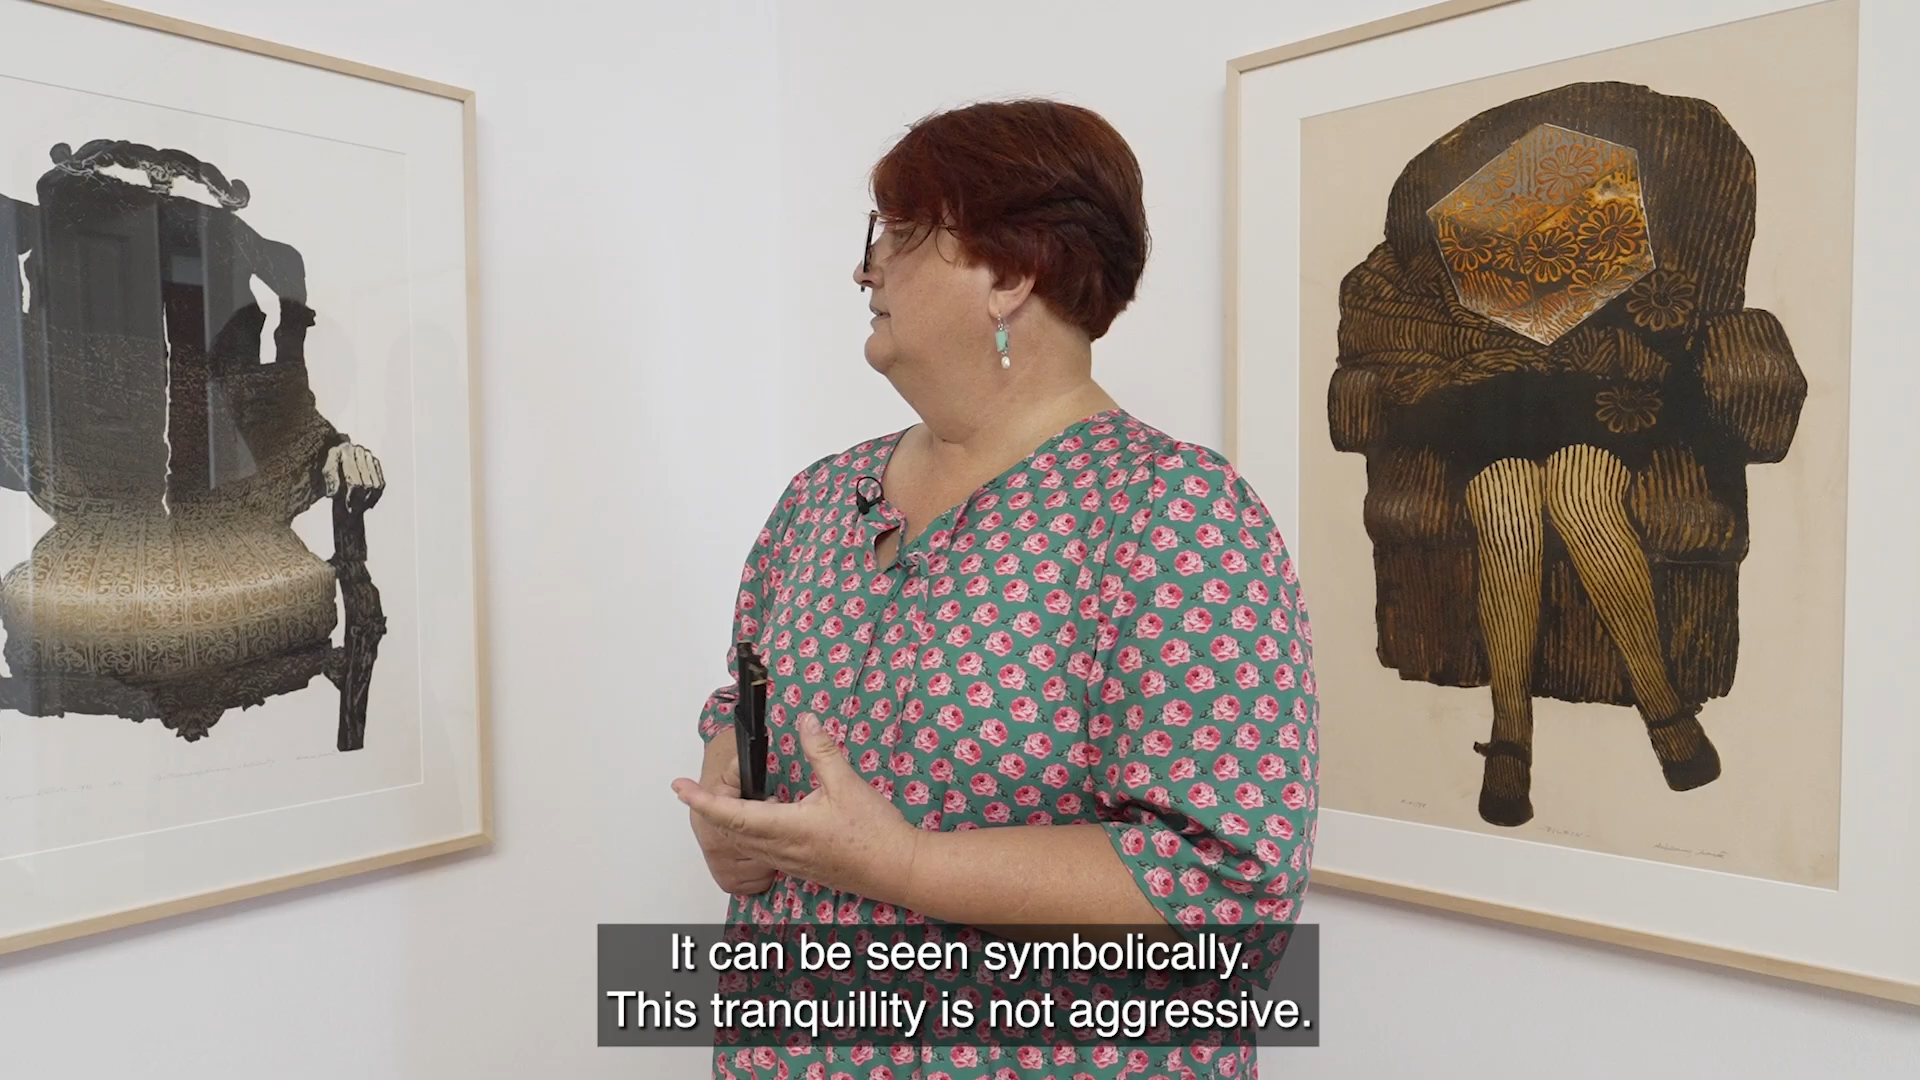 It can be seen symbolically.
This tranquillity is not aggressive.